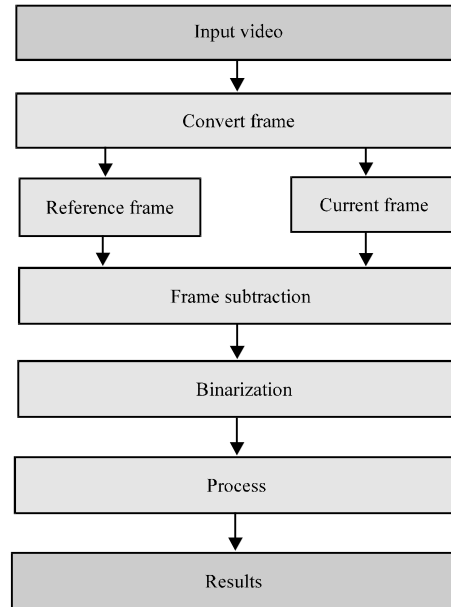 Input video
Convert frame
Reference frame
Current frame
Frame subtraction
Binarization
Process
Results